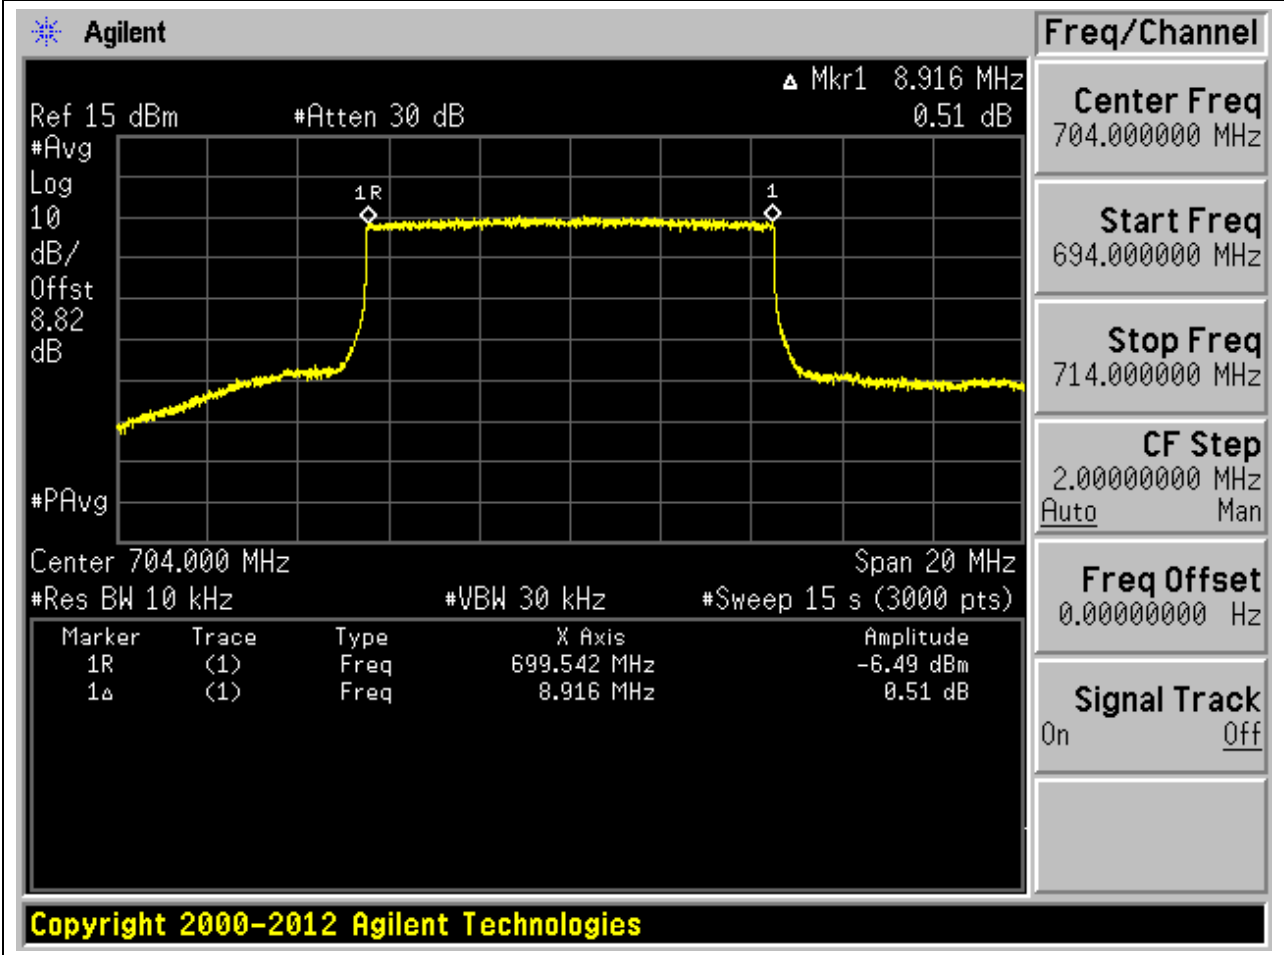 Agilent
Freq/Channel
Δ Mkr1 8.916 MHz
Ref 15 dBm #Atten 30 dB 0.51 dB
#Avg
Log
10
dB/
Offst
8.82
dB
1R
1
#PAvg
Center 704.000 MHz Span 20 MHz
#Res BW 10 kHz #VBW 30 kHz #Sweep 15 s (3000 pts)
Marker Trace Type X Axis Amplitude
1R (1) Freq 699.542 MHz -6.49 dBm
1Δ (1) Freq 8.916 MHz 0.51 dB
Center Freq
704.000000 MHz
Start Freq
694.000000 MHz
Stop Freq
714.000000 MHz
CF Step
2.00000000 MHz
Auto Man
Freq Offset
0.00000000 Hz
Signal Track
On Off
Copyright 2000-2012 Agilent Technologies